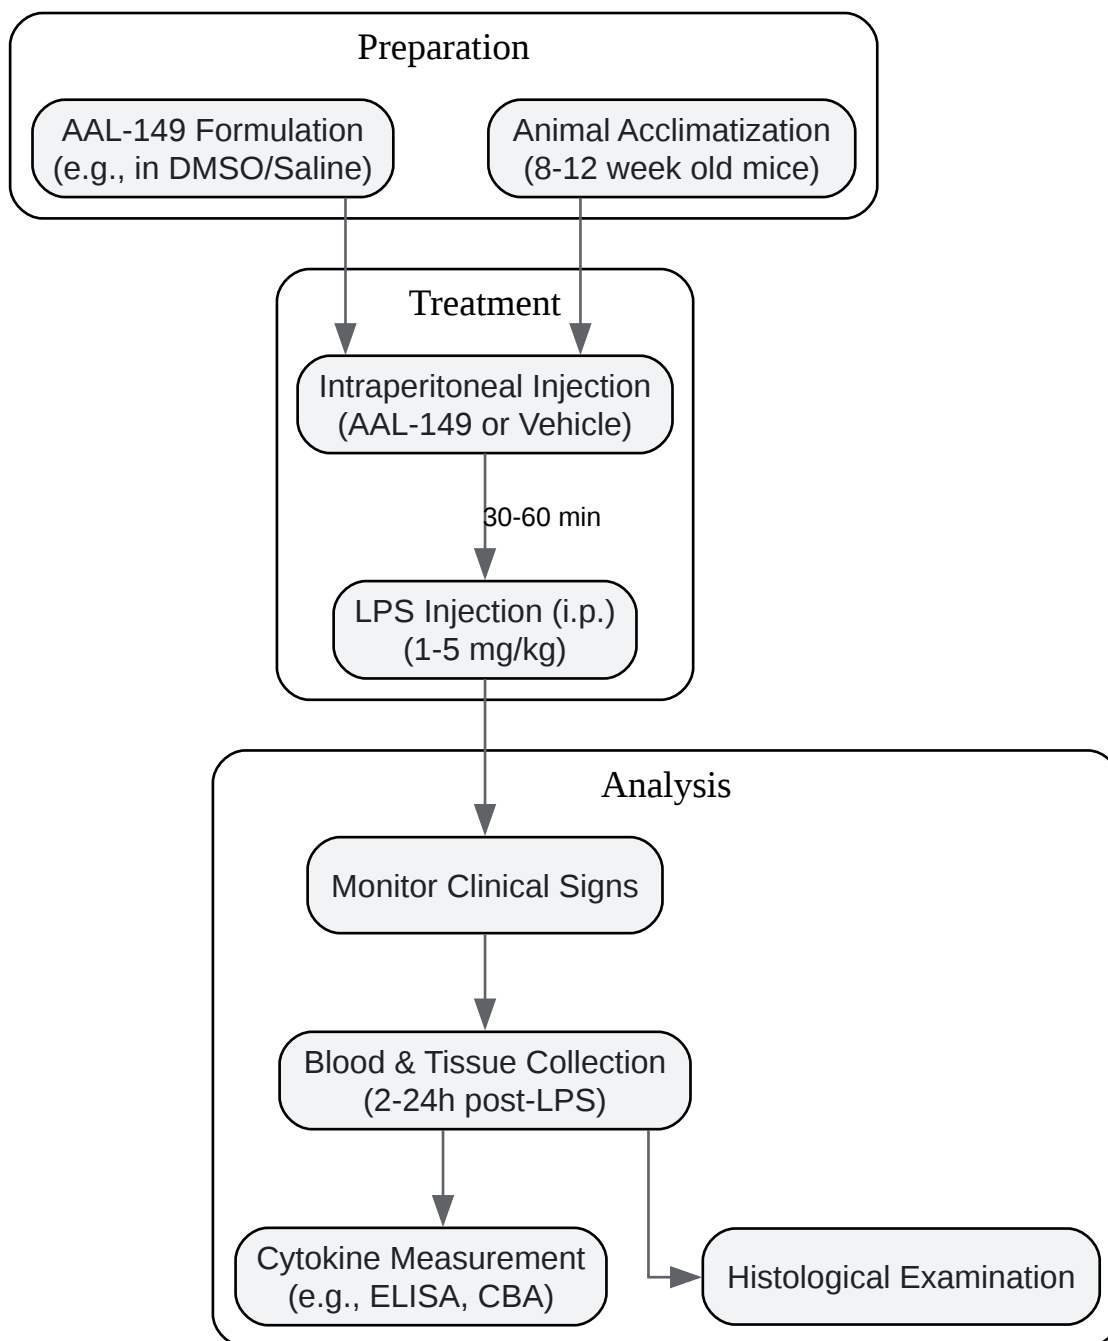 Preparation
AAL-149 Formulation
(e.g., in DMSO/Saline)
Animal Acclimatization
(8-12 week old mice)
Treatment
Intraperitoneal Injection
(AAL-149 or Vehicle)
30-60 min
LPS Injection (i.p.)
(1-5 mg/kg)
Analysis
Monitor Clinical Signs
Blood & Tissue Collection
(2-24h post-LPS)
Cytokine Measurement
(e.g., ELISA, CBA)
Histological Examination